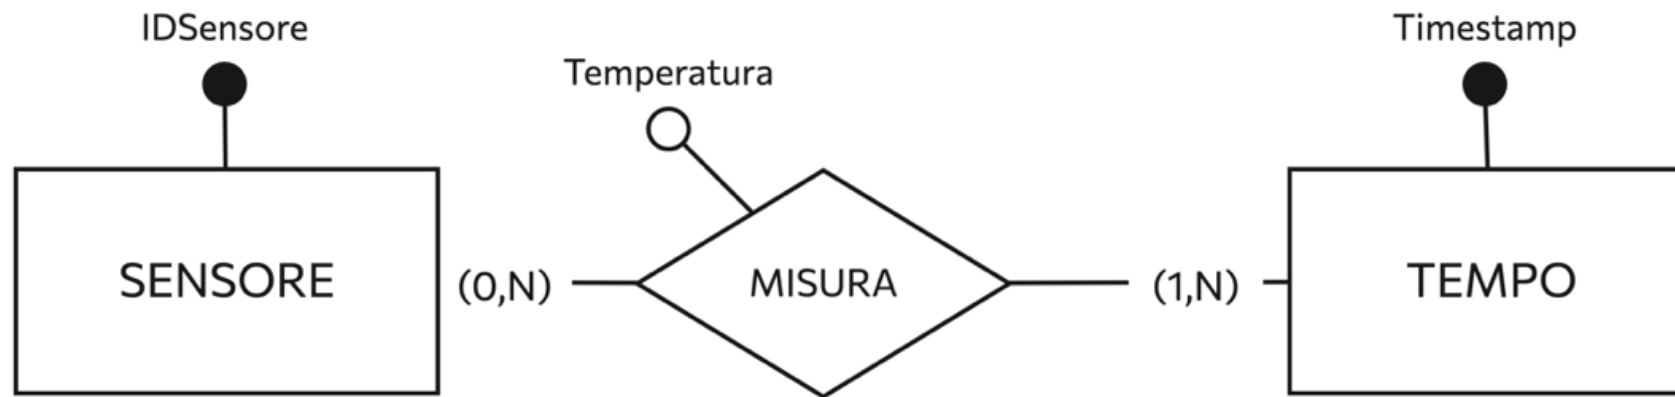 IDSensore
Temperatura
Timestamp
SENSORE
(0,N)
MISURA
(1,N)
TEMPO